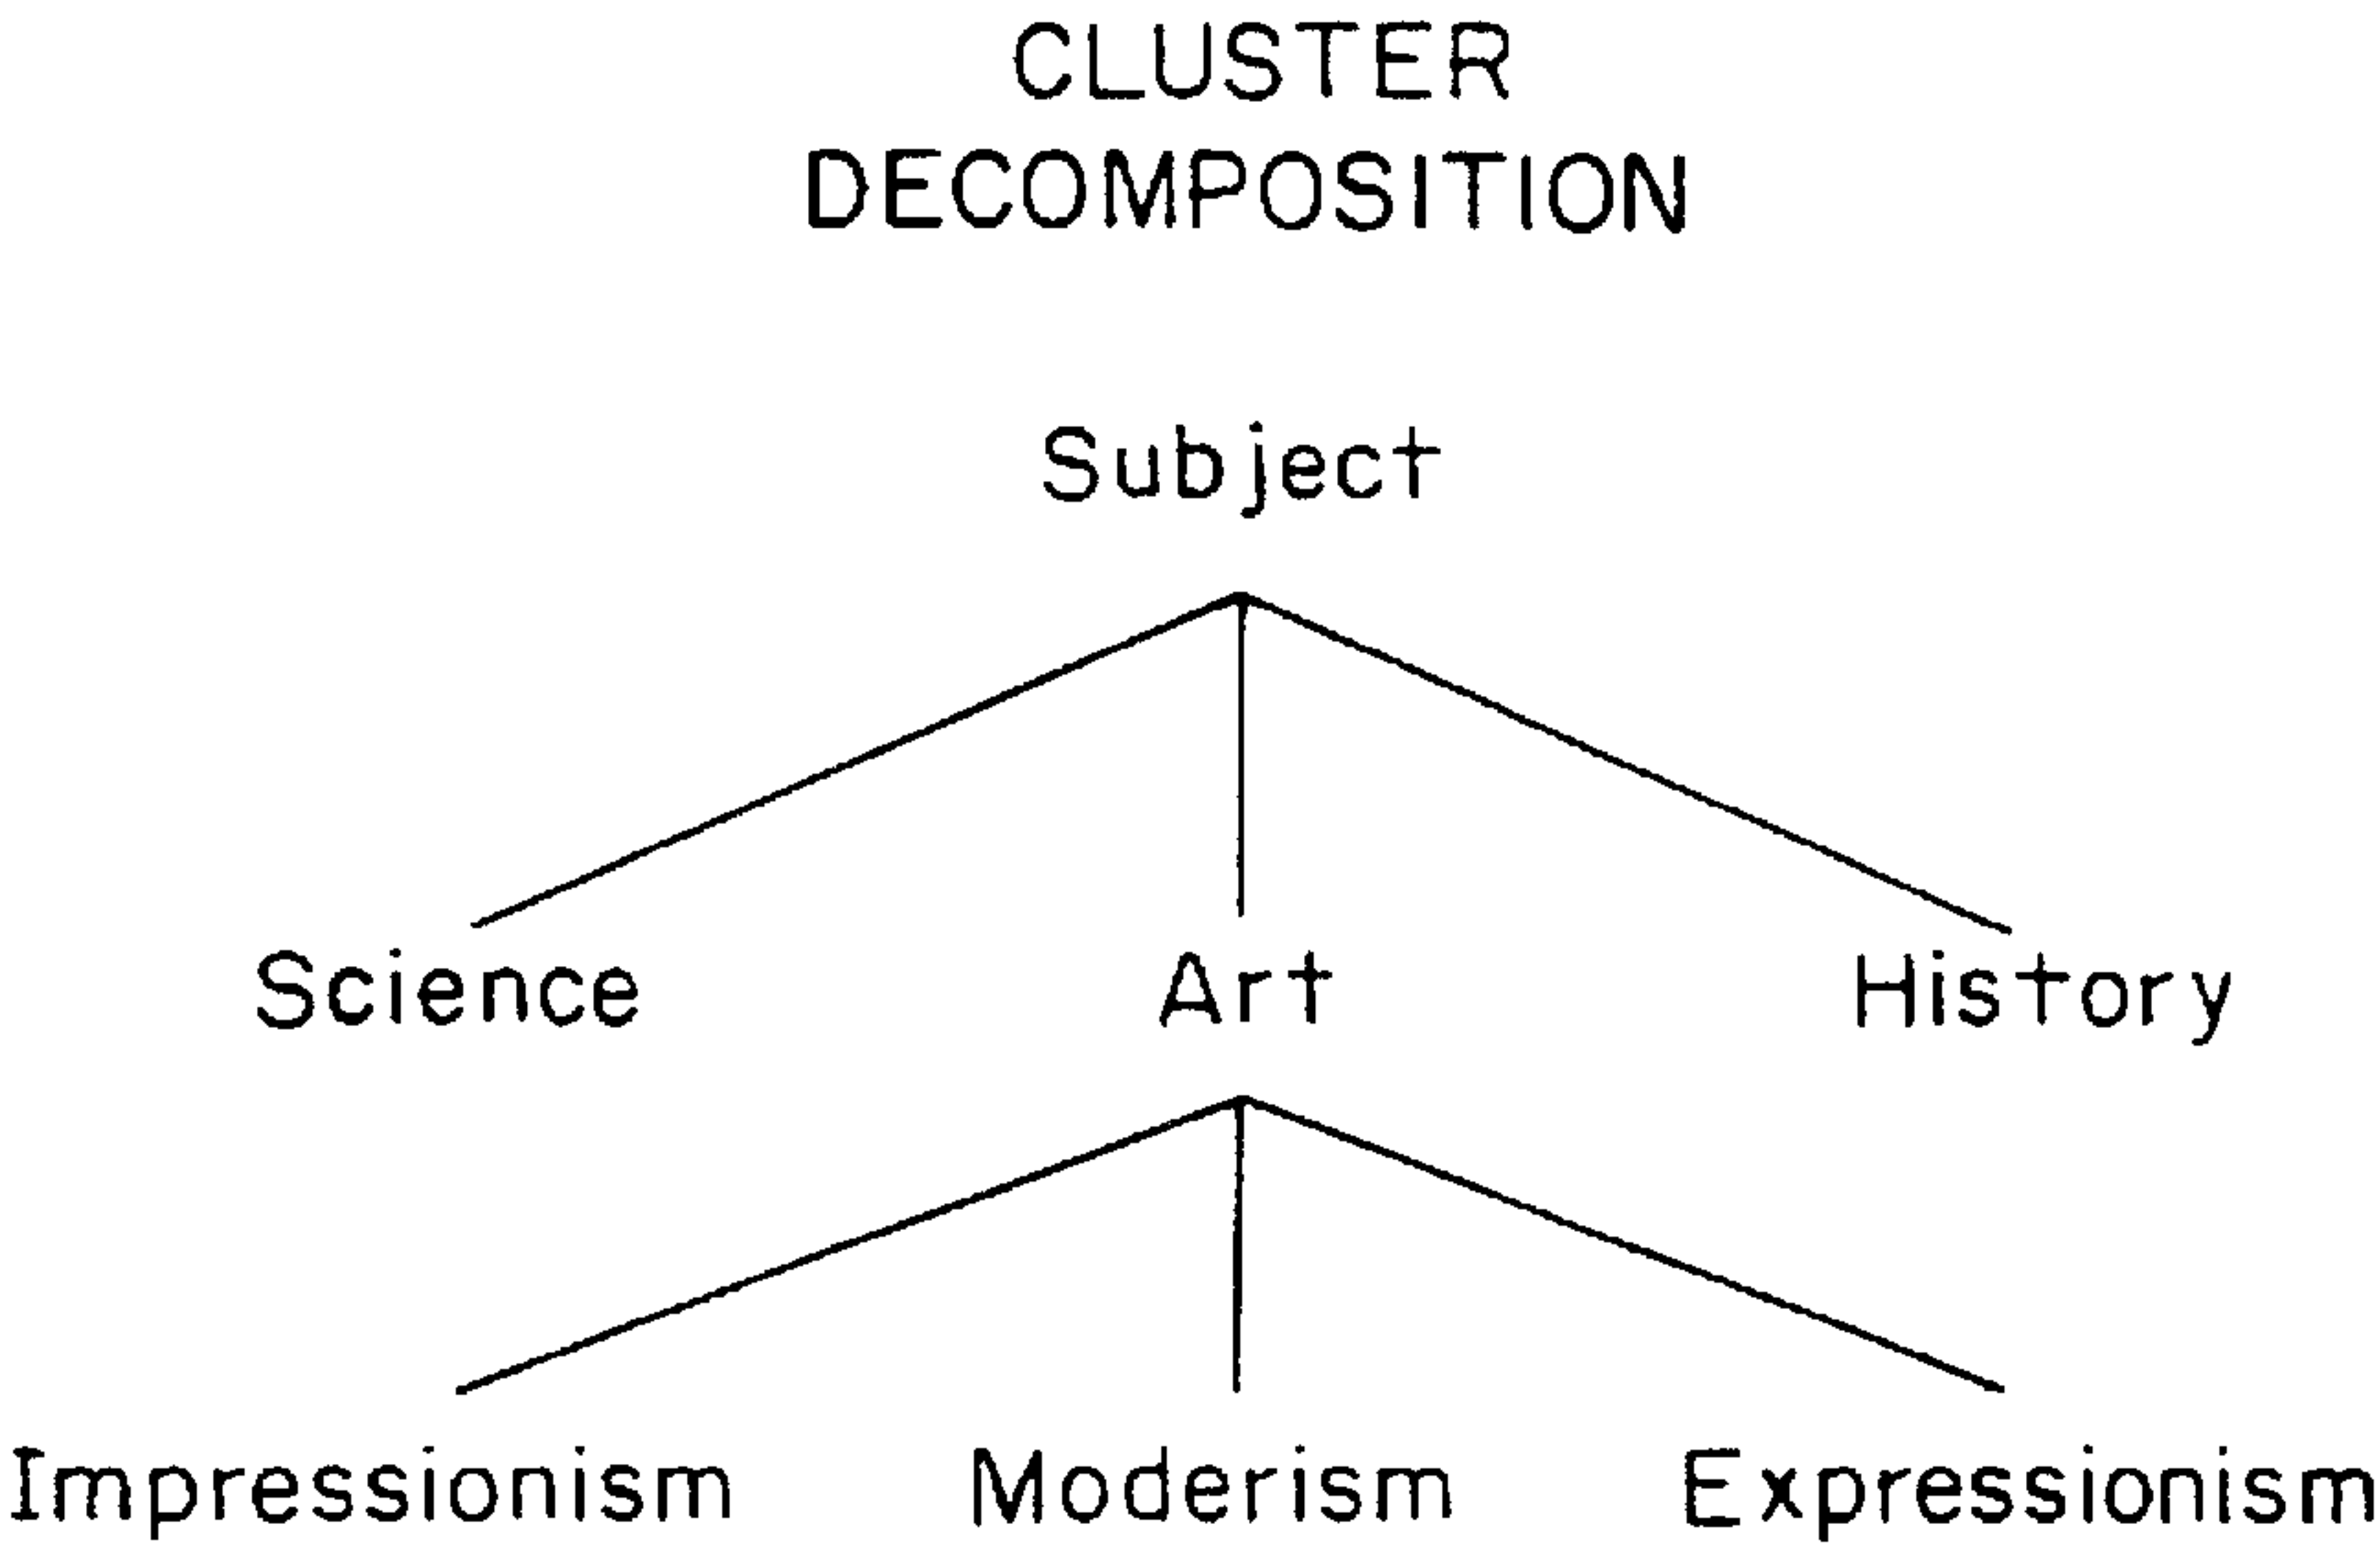 CLUSTER
DECOMPOSITION
Subject
Science Art History
Impressionism Moderism Expressionism